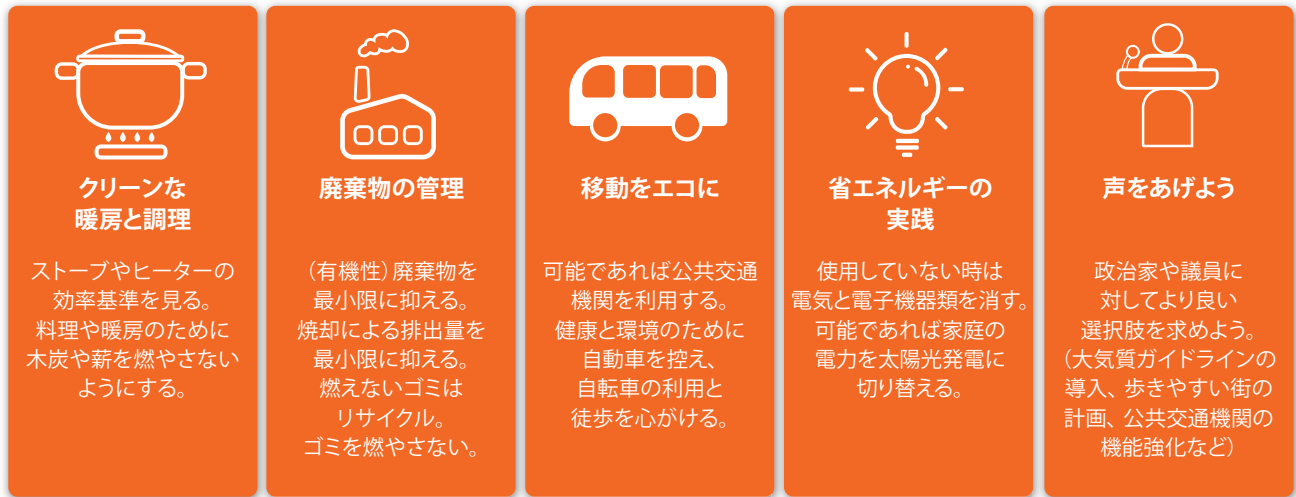 クリーンな
暖房と調理
ストーブやヒーターの
効率基準を見る。
料理や暖房のために
木炭や薪を燃やさない
ようにする。
廃棄物の管理
(有機性)廃棄物を
最小限に抑える。
焼却による排出量を
最小限に抑える。
燃えないゴミは
リサイクル。
ゴミを燃やさない。
移動をエコに
可能であれば公共交通
機関を利用する。
健康と環境のために
自動車を控え、
自転車の利用と
徒歩を心がける。
省エネルギーの
実践
使用していない時は
電気と電子機器類を消す。
可能であれば家庭の
電力を太陽光発電に
切り替える。
声をあげよう
政治家や議員に
対してより良い
選択肢を求めよう。
(大気質ガイドラインの
導入、歩きやすい街の
計画、公共交通機関の
機能強化など)